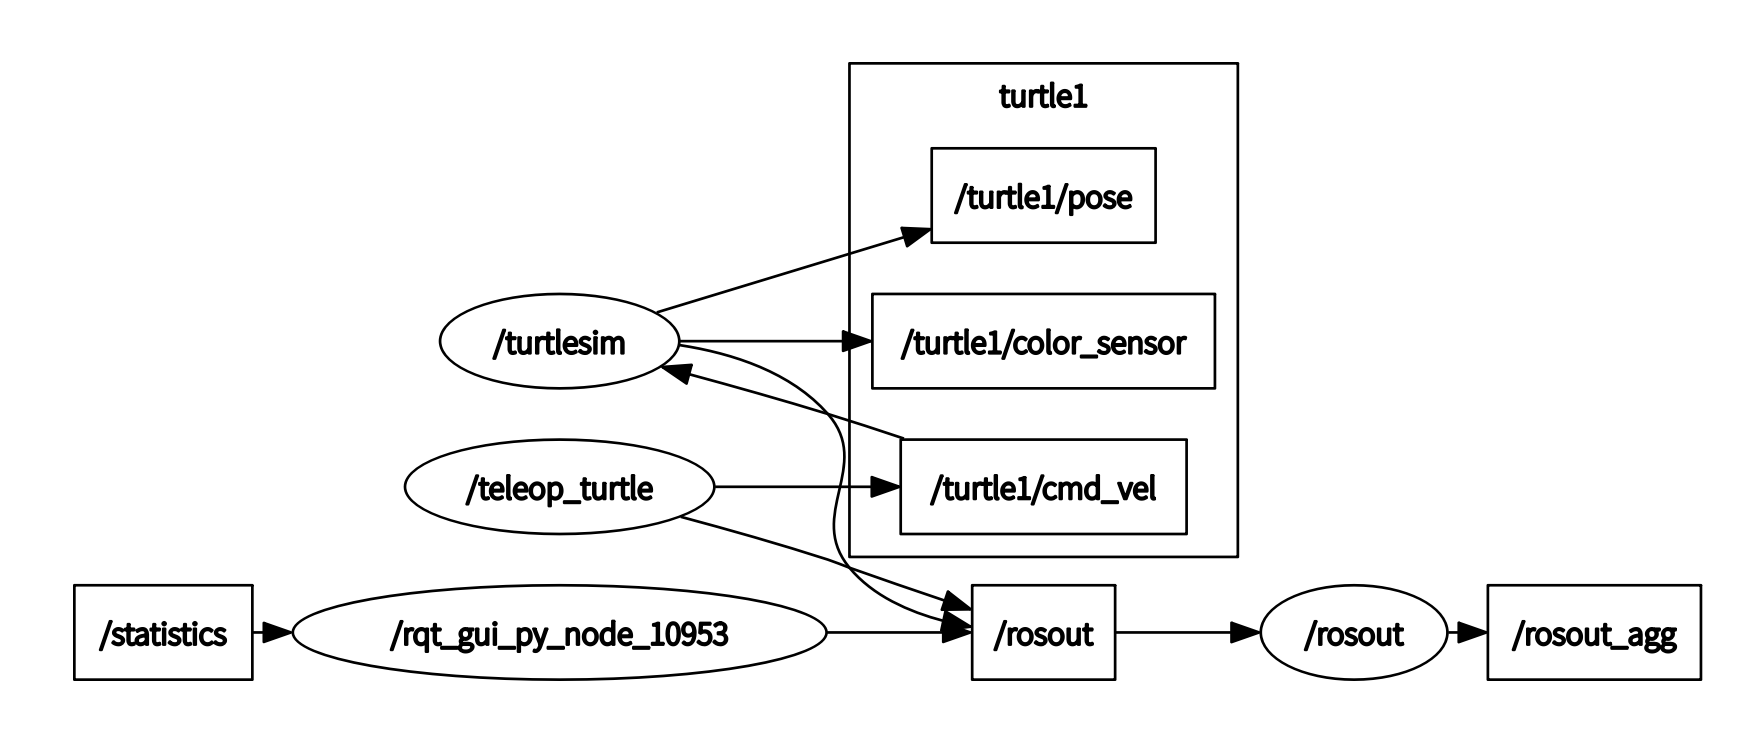 turtle1
/turtle1/pose
/turtlesim
/turtle1/color_sensor
/teleop_turtle
/turtle1/cmd_vel
/statistics
/rqt_gui_py_node_10953
/rosout
/rosout
/rosout_agg